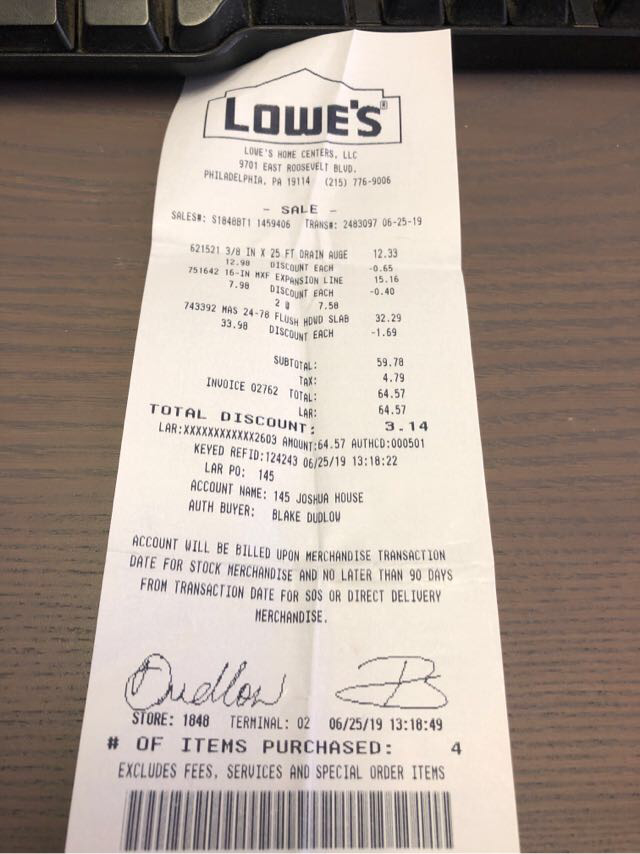 LOWE'S®
LOWE'S HOME CENTERS, LLC
9701 EAST ROOSEVELT BLVD.
PHILADELPHIA, PA 19114 (215) 776-9006
- SALE -
SALES#: S1848BT1 1459406 TRANS#: 2483097 06-25-19
621521 3/8 IN X 25 FT DRAIN AUGE 12.33
12.98 DISCOUNT EACH -0.65
751642 16-IN MXF EXPANSION LINE 15.16
7.98 DISCOUNT EACH -0.40
2 @ 7.58
743392 MAS 24-78 FLUSH HDWD SLAB 32.29
33.98 DISCOUNT EACH -1.69
SUBTOTAL: 59.78
TAX: 4.79
INVOICE 02762 TOTAL: 64.57
LAR: 64.57
TOTAL DISCOUNT: 3.14
LAR:XXXXXXXXXXXX2603 AMOUNT:64.57 AUTHCD:000501
KEYED REFID:124243 06/25/19 13:18:22
LAR PO: 145
ACCOUNT NAME: 145 JOSHUA HOUSE
AUTH BUYER: BLAKE DUDLOW
ACCOUNT WILL BE BILLED UPON MERCHANDISE TRANSACTION
DATE FOR STOCK MERCHANDISE AND NO LATER THAN 90 DAYS
FROM TRANSACTION DATE FOR SOS OR DIRECT DELIVERY
MERCHANDISE.
Dudlow B
STORE: 1848 TERMINAL: 02 06/25/19 13:18:49
# OF ITEMS PURCHASED: 4
EXCLUDES FEES, SERVICES AND SPECIAL ORDER ITEMS